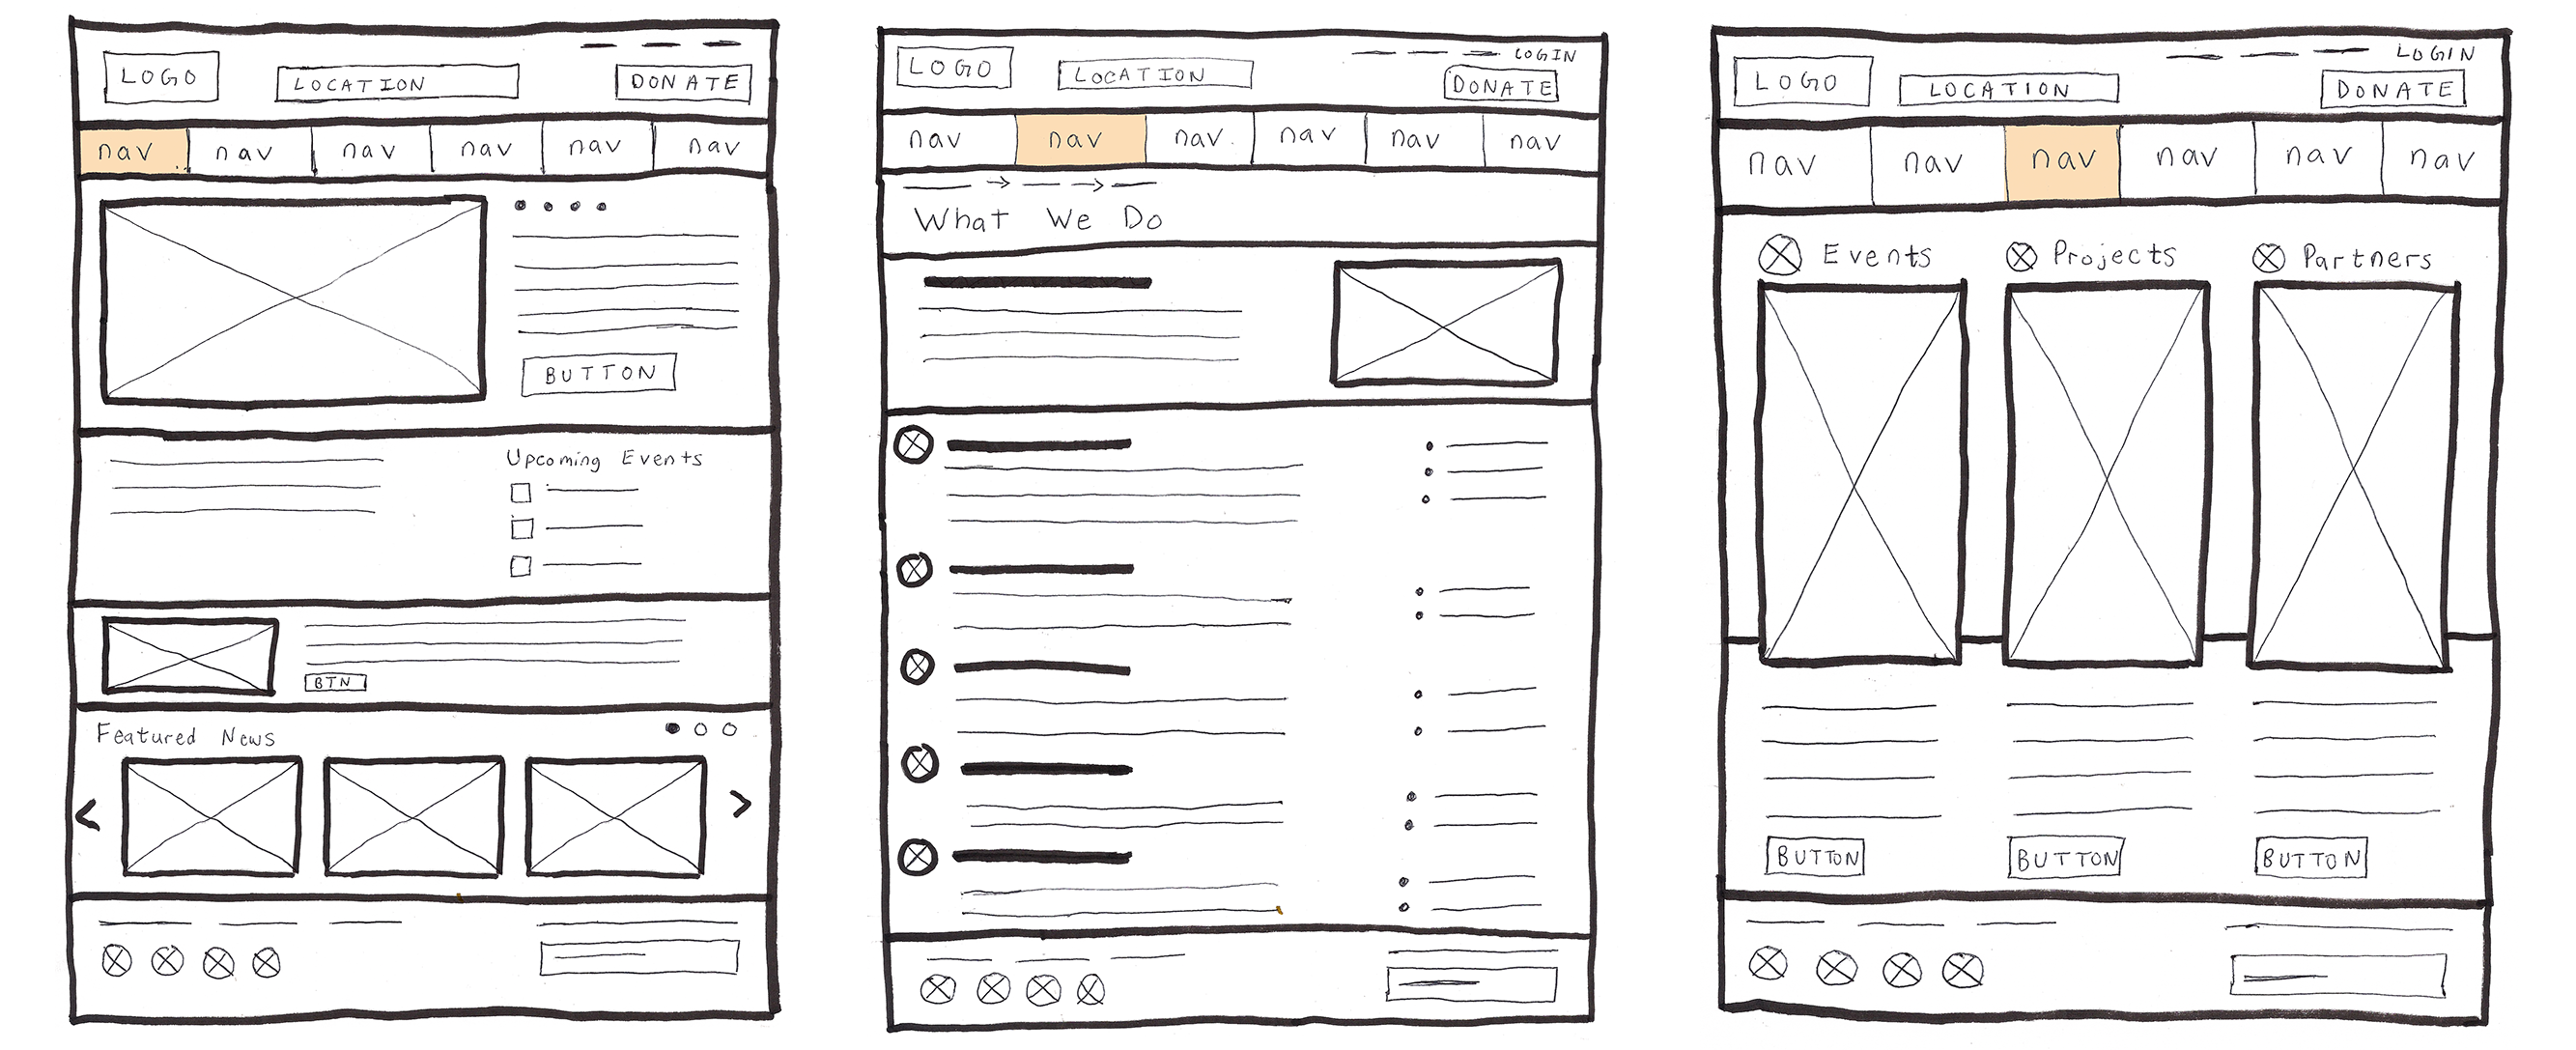 LOGO LOCATION DONATE
nav nav nav nav nav nav
BUTTON
Upcoming Events
BTN
Featured News
LOGIN
LOGO LOCATION DONATE
nav nav nav nav nav nav
What We Do
LOGIN
LOGO LOCATION DONATE
nav nav nav nav nav nav
Events Projects Partners
BUTTON BUTTON BUTTON